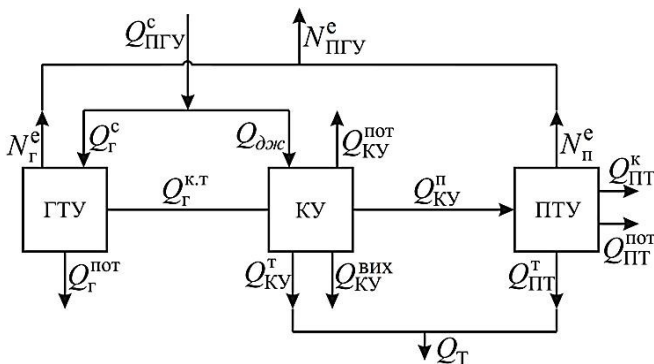 Q^с_ПГУ N^е_ПГУ
N^е_г Q^с_г Q_дж Q^пот_КУ N^е_п Q^к_ПТ
ГТУ Q^к.т_г КУ Q^п_КУ ПТУ
Q^пот_ПТ
Q^пот_г Q^т_КУ Q^вих_КУ Q^т_ПТ
Q_Т